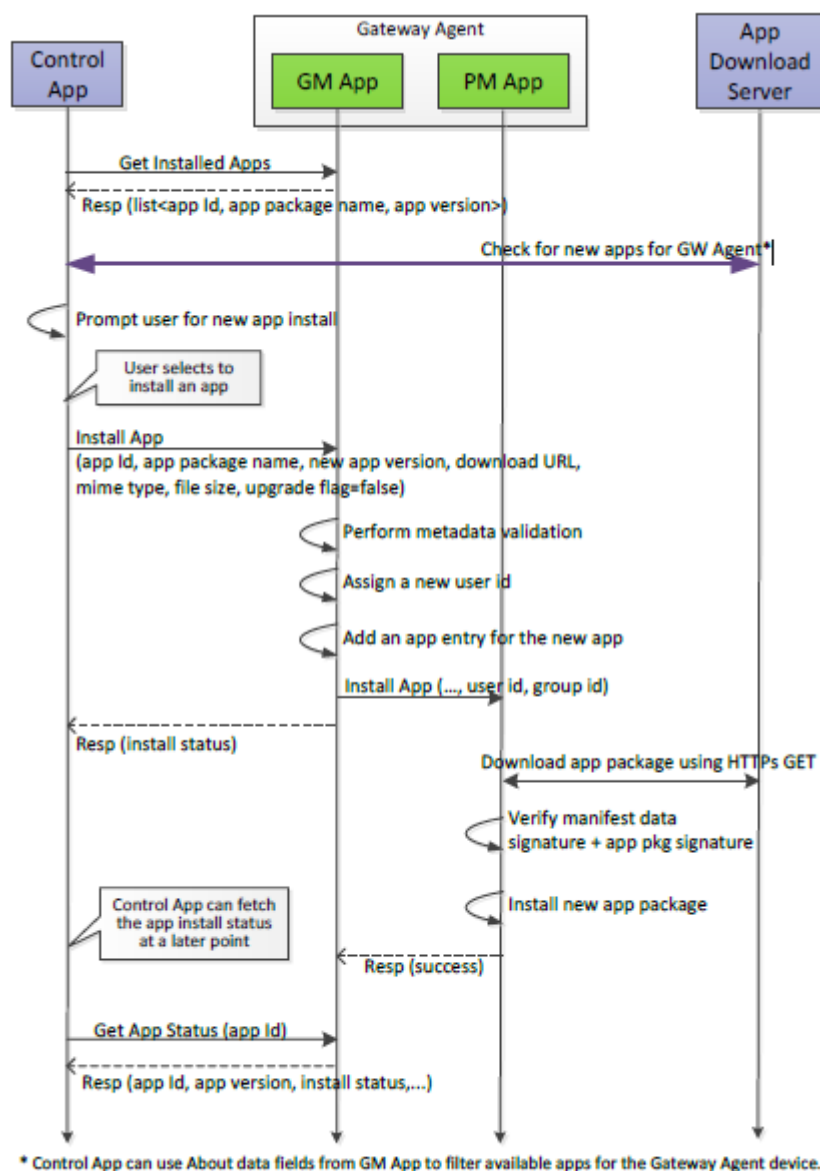 Gateway Agent
Control
App
GM App
PM App
App
Download
Server
Get Installed Apps
Resp (list<app Id, app package name, app version>)
Check for new apps for GW Agent*
Prompt user for new app install
User selects to
install an app
Install App
(app Id, app package name, new app version, download URL,
mime type, file size, upgrade flag=false)
Perform metadata validation
Assign a new user id
Add an app entry for the new app
Install App (..., user id, group id)
Resp (install status)
Download app package using HTTPs GET
Verify manifest data
signature + app pkg signature
Control App can fetch
the app install status
at a later point
Install new app package
Resp (success)
Get App Status (app Id)
Resp (app Id, app version, install status,...)
* Control App can use About data fields from GM App to filter available apps for the Gateway Agent device.